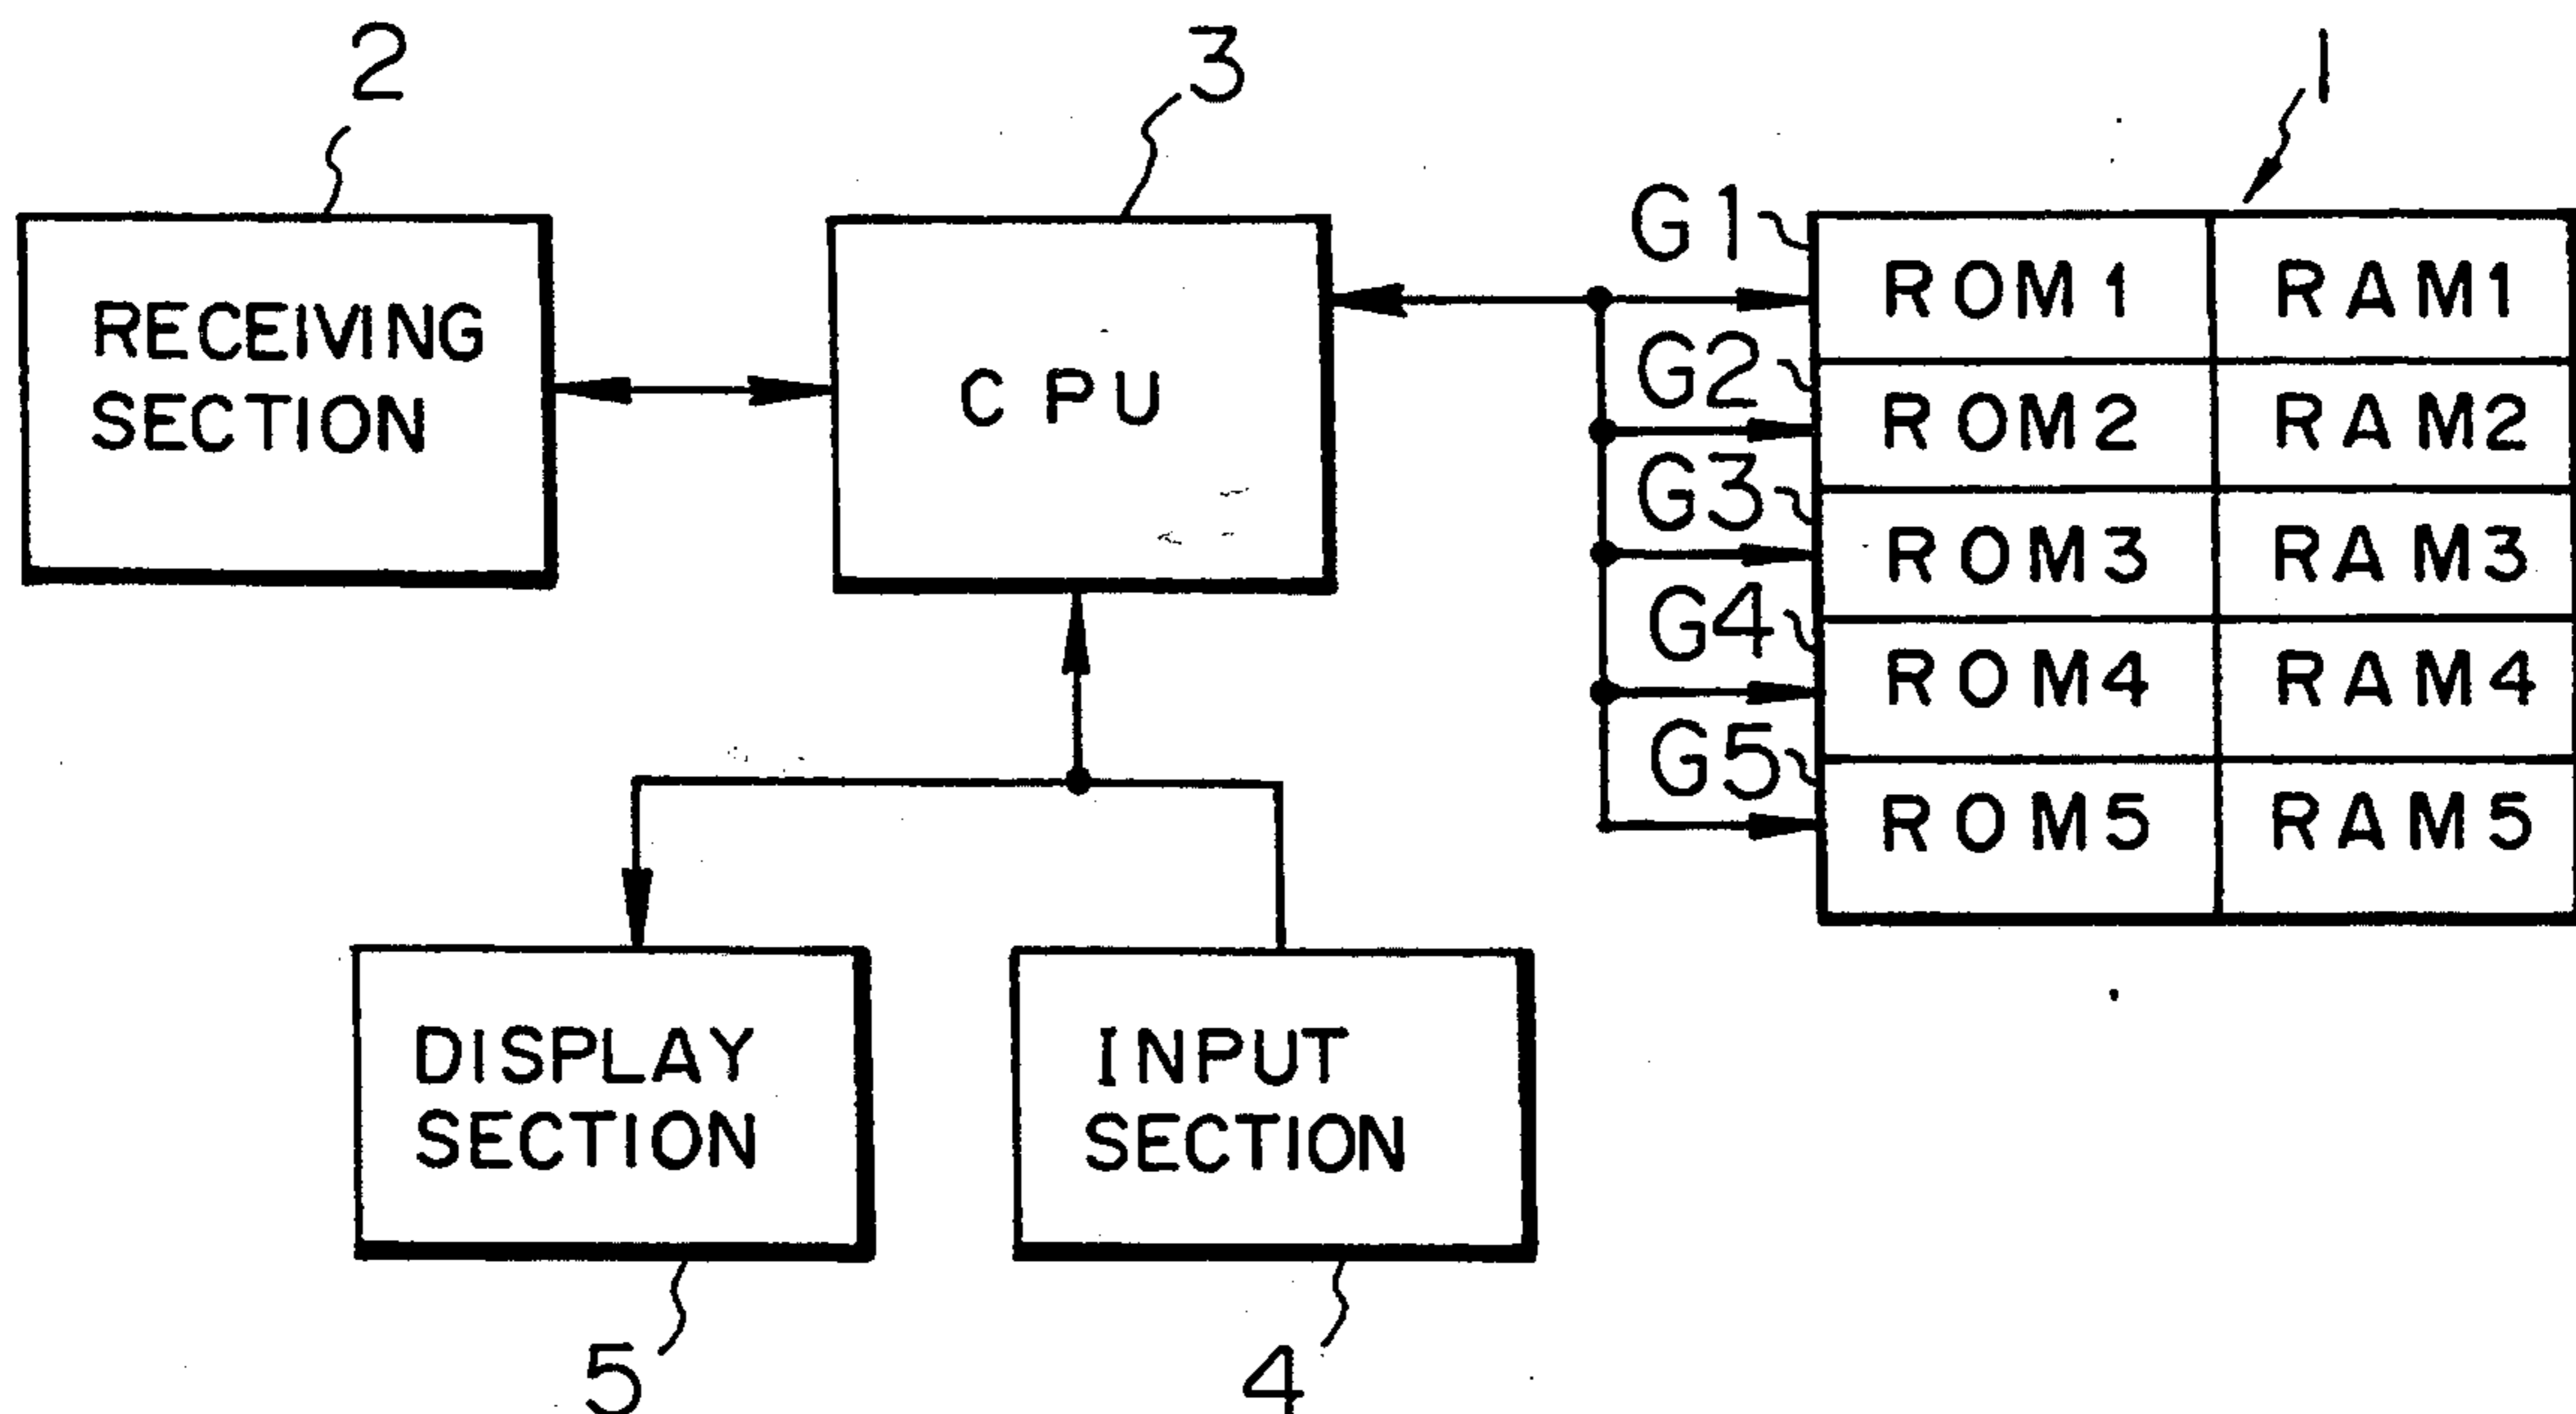 2
3
1
RECEIVING
SECTION
CPU
G1
ROM1 RAM1
G2
ROM2 RAM2
G3
ROM3 RAM3
G4
ROM4 RAM4
G5
ROM5 RAM5
DISPLAY
SECTION
INPUT
SECTION
5
4